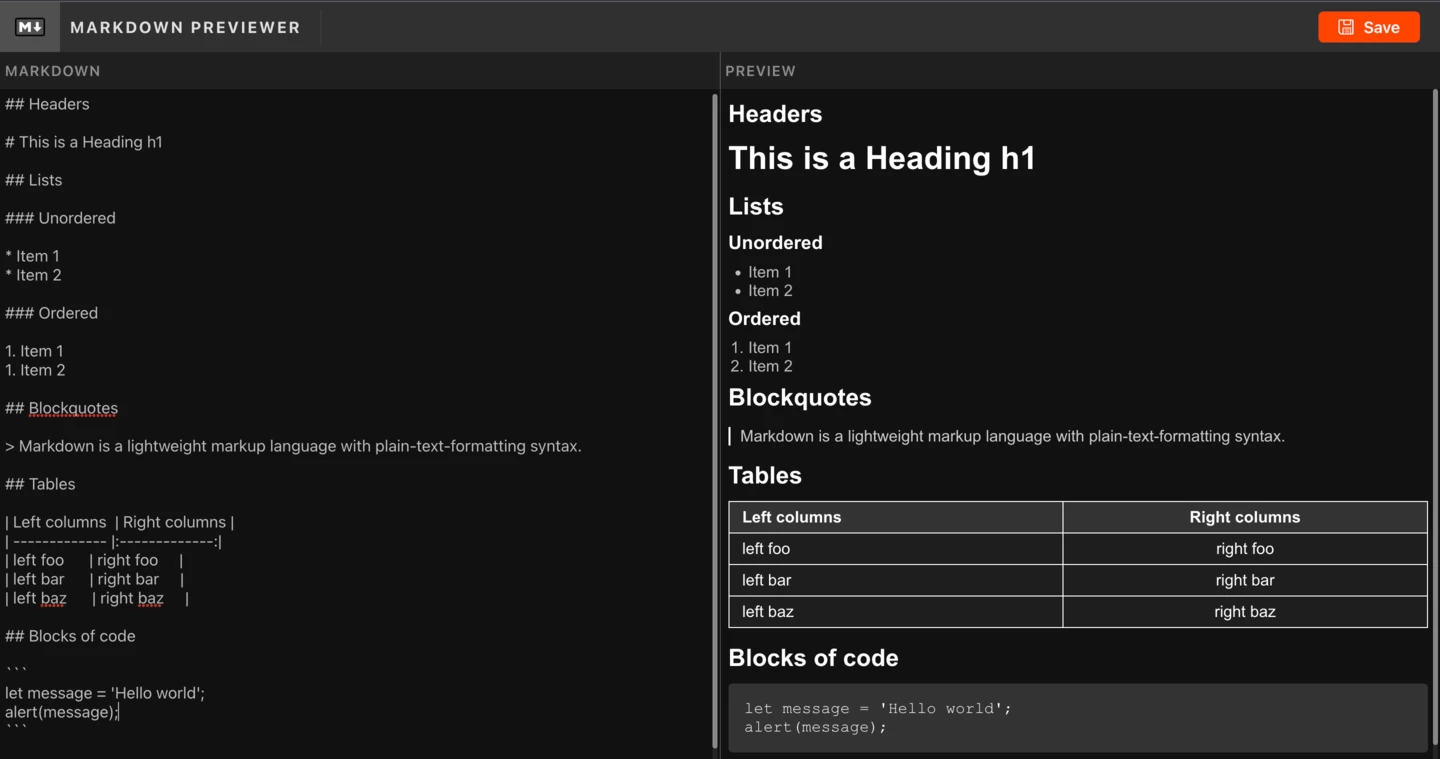 M↓ MARKDOWN PREVIEWER
Save
MARKDOWN
## Headers
# This is a Heading h1
## Lists
### Unordered
* Item 1
* Item 2
### Ordered
1. Item 1
1. Item 2
## Blockquotes
> Markdown is a lightweight markup language with plain-text-formatting syntax.
## Tables
| Left columns  | Right columns |
| ------------- |:-------------:|
| left foo      | right foo     |
| left bar      | right bar     |
| left baz      | right baz     |
## Blocks of code
```
let message = 'Hello world';
alert(message);
```
PREVIEW
Headers
This is a Heading h1
Lists
Unordered
• Item 1
• Item 2
Ordered
1. Item 1
2. Item 2
Blockquotes
Markdown is a lightweight markup language with plain-text-formatting syntax.
Tables
Left columns Right columns
left foo right foo
left bar right bar
left baz right baz
Blocks of code
let message = 'Hello world';
alert(message);